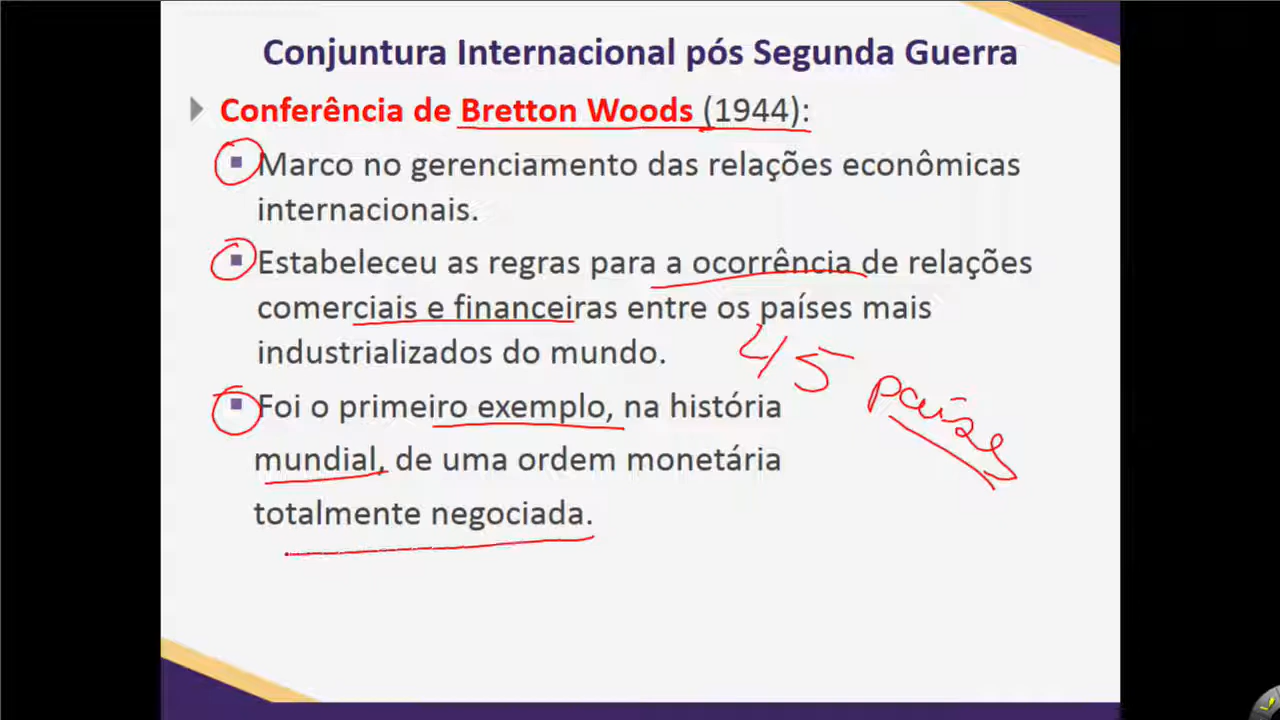 Conjuntura Internacional pós Segunda Guerra
Conferência de Bretton Woods (1944):
Marco no gerenciamento das relações econômicas
internacionais.
Estabeleceu as regras para a ocorrência de relações
comerciais e financeiras entre os países mais
industrializados do mundo.
45 países
Foi o primeiro exemplo, na história
mundial, de uma ordem monetária
totalmente negociada.